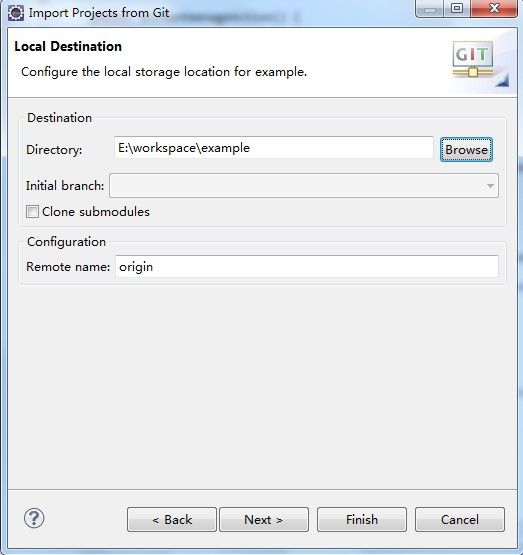 Import Projects from Git
Local Destination
Configure the local storage location for example.
GIT
Destination
Directory: E:\workspace\example Browse
Initial branch:
Clone submodules
Configuration
Remote name: origin
? < Back Next > Finish Cancel